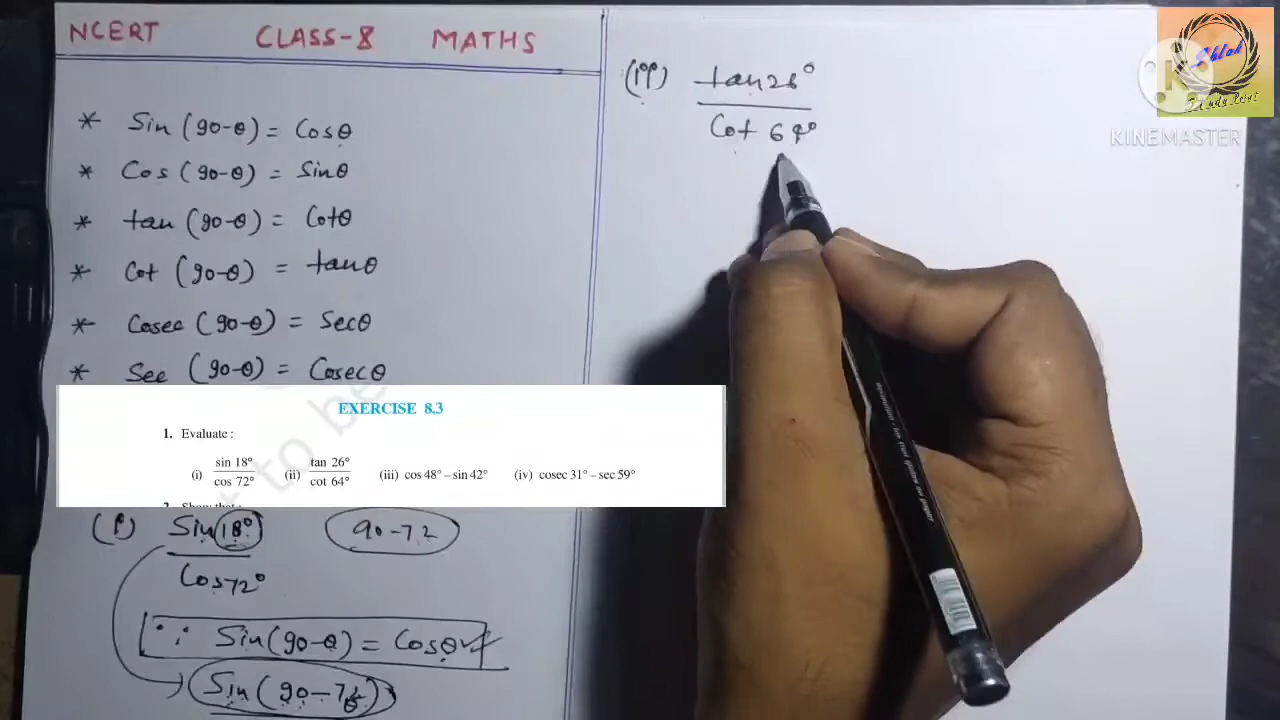 NCERT CLASS-8 MATHS
* Sin (90-θ) = Cosθ
* Cos (90-θ) = Sinθ
* tan (90-θ) = Cotθ
* Cot (90-θ) = tanθ
* Cosec (90-θ) = Secθ
* Sec (90-θ) = Cosecθ
EXERCISE 8.3
1. Evaluate :
(i) sin 18° / cos 72° (ii) tan 26° / cot 64° (iii) cos 48° – sin 42° (iv) cosec 31° – sec 59°
(i) Sin 18° 90-72
Cos 72°
∵ Sin(90-θ) = Cosθ
Sin(90-72)
(ii) tan 26°
Cot 64°
KINEMASTER